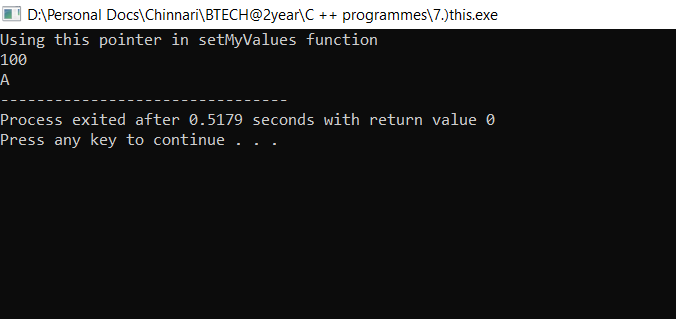 D:\Personal Docs\Chinnari\BTECH@2year\C ++ programmes\7.)this.exe
Using this pointer in setMyValues function
100
A
--------------------------------
Process exited after 0.5179 seconds with return value 0
Press any key to continue . . .